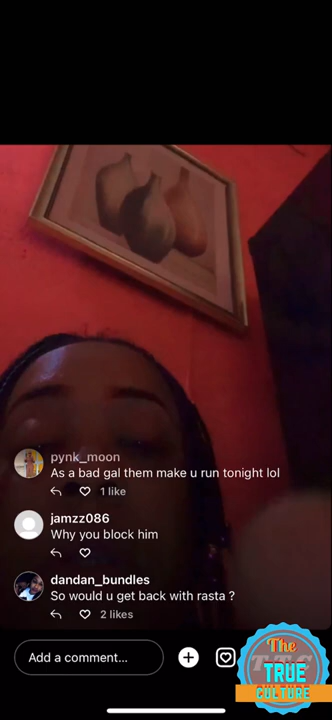 pynk_moon
As a bad gal them make u run tonight lol
1 like
jamzz086
Why you block him
dandan_bundles
So would u get back with rasta ?
2 likes
Add a comment...
The
TRUE
CULTURE